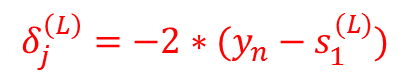 δ_j^{(L)} = −2 * (y_n − s_1^{(L)})